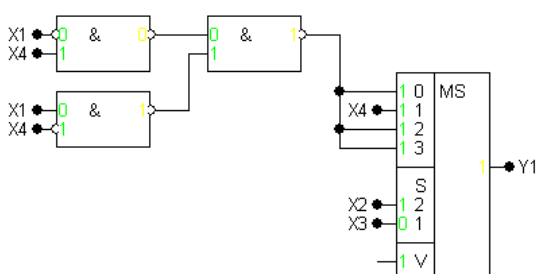 X1 0 & 0 0 & 1
X4 1 1
1 0 MS
X1 0 & 1 X4 1 1
X4 1 1 2
1 3
1 Y1
S
X2 1 2
X3 0 1
1 V